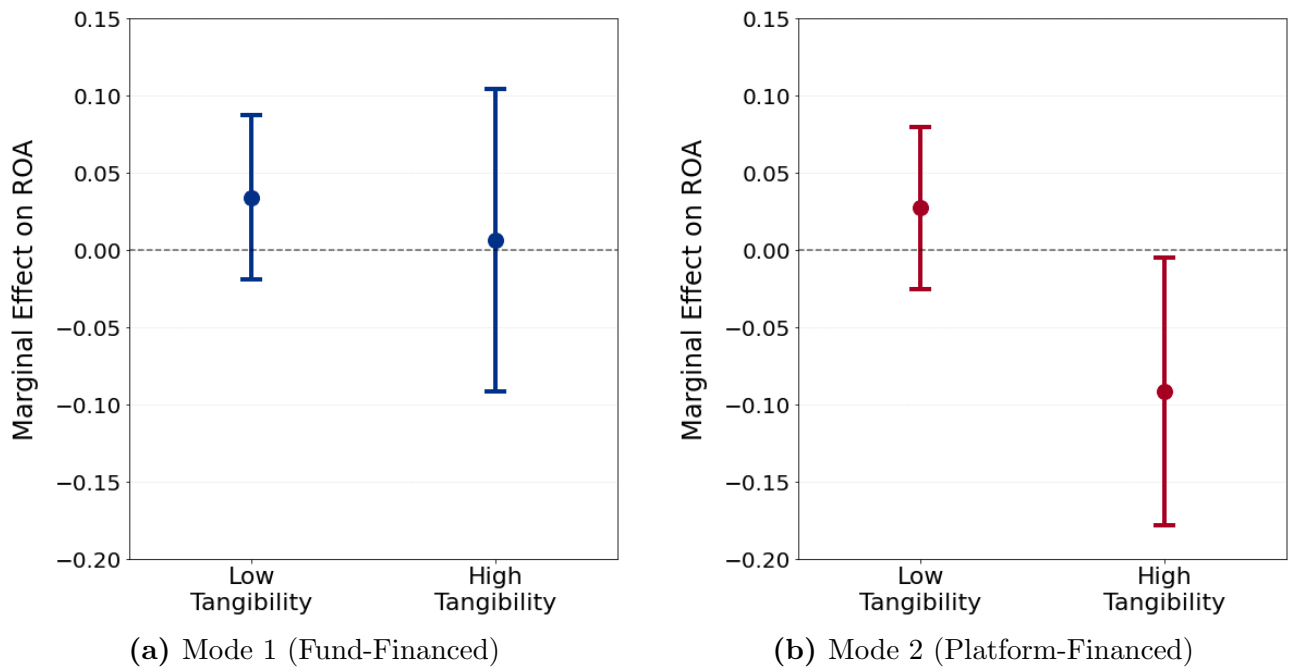 Marginal Effect on ROA
0.15
0.10
0.05
0.00
−0.05
−0.10
−0.15
−0.20
Low
Tangibility
High
Tangibility
(a) Mode 1 (Fund-Financed)
Marginal Effect on ROA
0.15
0.10
0.05
0.00
−0.05
−0.10
−0.15
−0.20
Low
Tangibility
High
Tangibility
(b) Mode 2 (Platform-Financed)